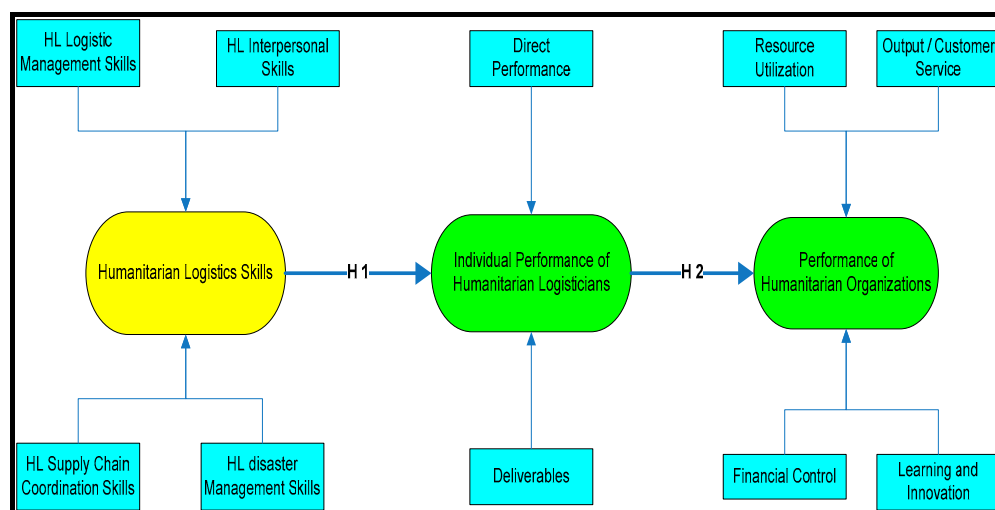 HL Logistic
Management Skills
HL Interpersonal
Skills
Direct
Performance
Resource
Utilization
Output / Customer
Service
Humanitarian Logistics Skills
H 1
Individual Performance of
Humanitarian Logisticians
H 2
Performance of
Humanitarian Organizations
HL Supply Chain
Coordination Skills
HL disaster
Management Skills
Deliverables
Financial Control
Learning and
Innovation